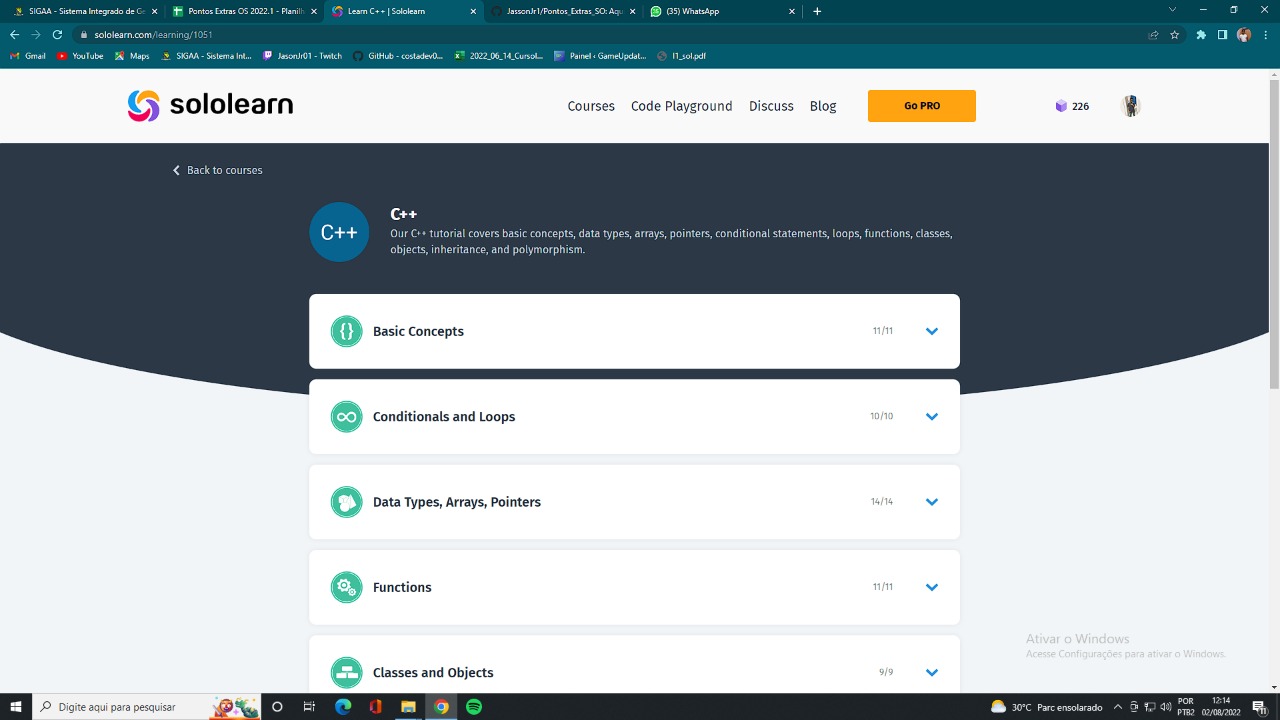 SIGAA - Sistema Integrado de Ge
Pontos Extras OS 2022.1 - Planilh
Learn C++ | Sololearn
JassonJr1/Pontos_Extras_SO: Aqu
(35) WhatsApp
sololearn.com/learning/1051
Gmail
YouTube
Maps
SIGAA - Sistema Int...
JasonJr01 - Twitch
GitHub - costadev0...
2022_06_14_Cursol...
Painel ‹ GameUpdat...
l1_sol.pdf
sololearn
Courses
Code Playground
Discuss
Blog
Go PRO
226
Back to courses
C++
C++
Our C++ tutorial covers basic concepts, data types, arrays, pointers, conditional statements, loops, functions, classes,
objects, inheritance, and polymorphism.
Basic Concepts
11/11
Conditionals and Loops
10/10
Data Types, Arrays, Pointers
14/14
Functions
11/11
Classes and Objects
9/9
Ativar o Windows
Acesse Configurações para ativar o Windows.
Digite aqui para pesquisar
30°C Parc ensolarado
POR
PTB2
12:14
02/08/2022